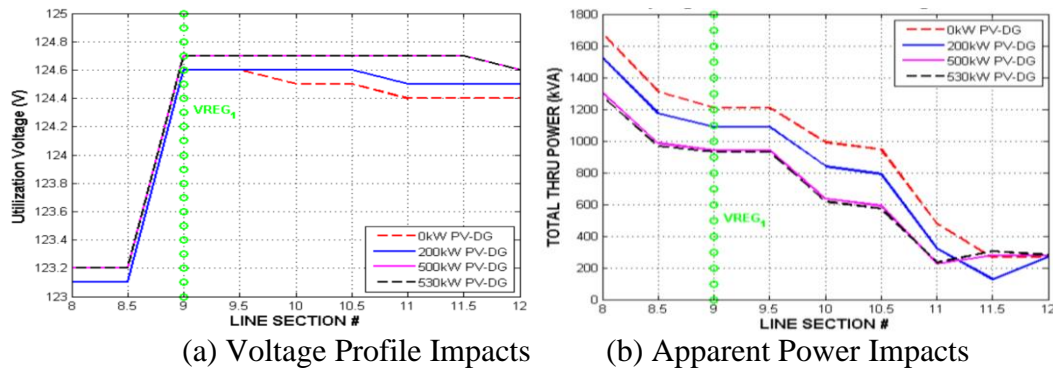 125
124.8
124.6
124.4
124.2
124
123.8
123.6
123.4
123.2
123
Utilization Voltage (V)
VREG1
0kW PV-DG
200kW PV-DG
500kW PV-DG
530kW PV-DG
8 8.5 9 9.5 10 10.5 11 11.5 12
LINE SECTION #
(a) Voltage Profile Impacts
1800
1600
1400
1200
1000
800
600
400
200
0
TOTAL THRU POWER (kVA)
0kW PV-DG
200kW PV-DG
500kW PV-DG
530kW PV-DG
VREG1
8 8.5 9 9.5 10 10.5 11 11.5 12
LINE SECTION #
(b) Apparent Power Impacts